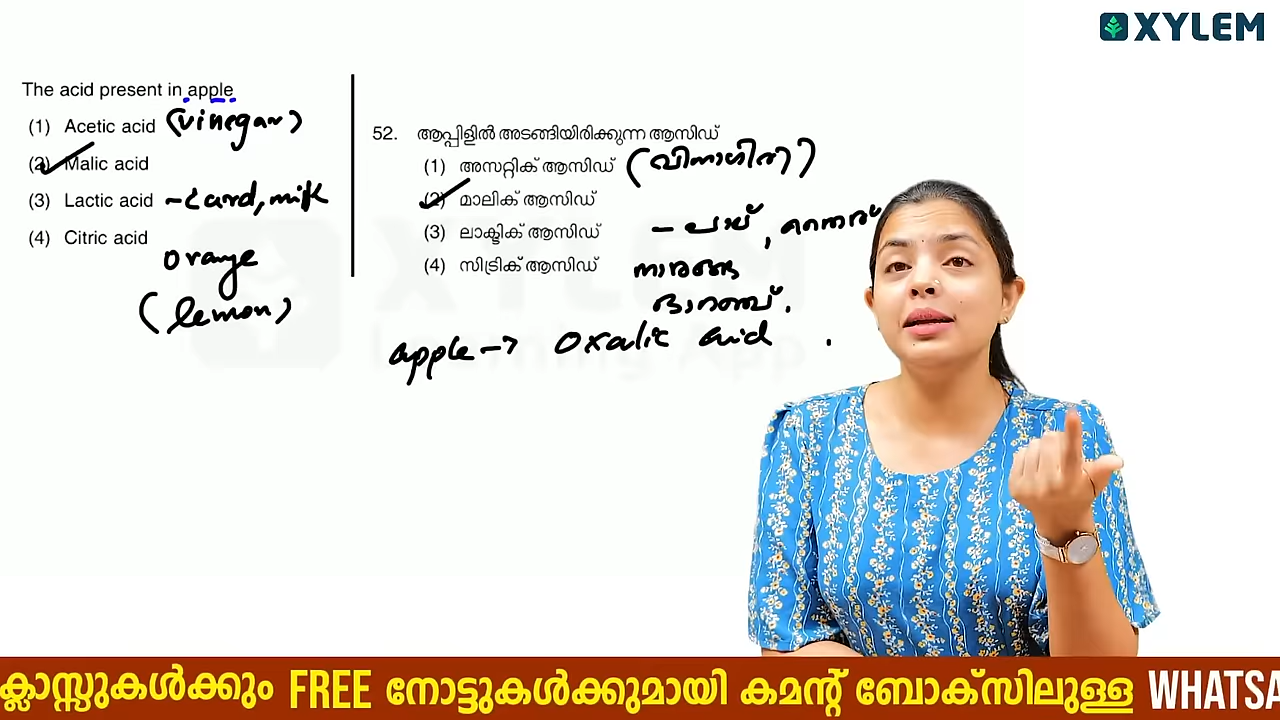 XYLEM
The acid present in apple
(1) Acetic acid (vinegar)
(2) Malic acid
(3) Lactic acid - curd, milk
(4) Citric acid
orange
(lemon)
52. ആപ്പിളിൽ അടങ്ങിയിരിക്കുന്ന ആസിഡ്
(1) അസറ്റിക് ആസിഡ് (വിനാഗിരി)
(2) മാലിക് ആസിഡ്
(3) ലാക്ടിക് ആസിഡ് - പാല്, തൈര്
(4) സിട്രിക് ആസിഡ് നാരങ്ങ
ഓറഞ്ച്.
apple → Oxalic acid .
ക്ലാസ്സുകൾക്കും FREE നോട്ടുകൾക്കുമായി കമന്റ് ബോക്സിലുള്ള WHATSA